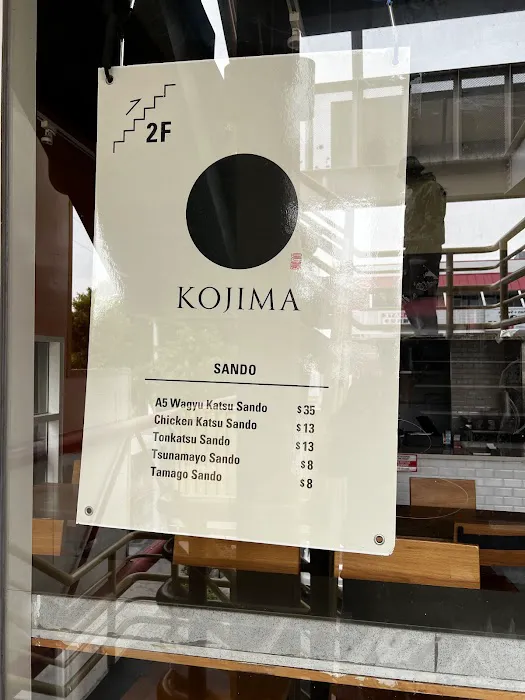 2F
KOJIMA
SANDO
A5 Wagyu Katsu Sando $35
Chicken Katsu Sando $13
Tonkatsu Sando $13
Tsunamayo Sando $8
Tamago Sando $8